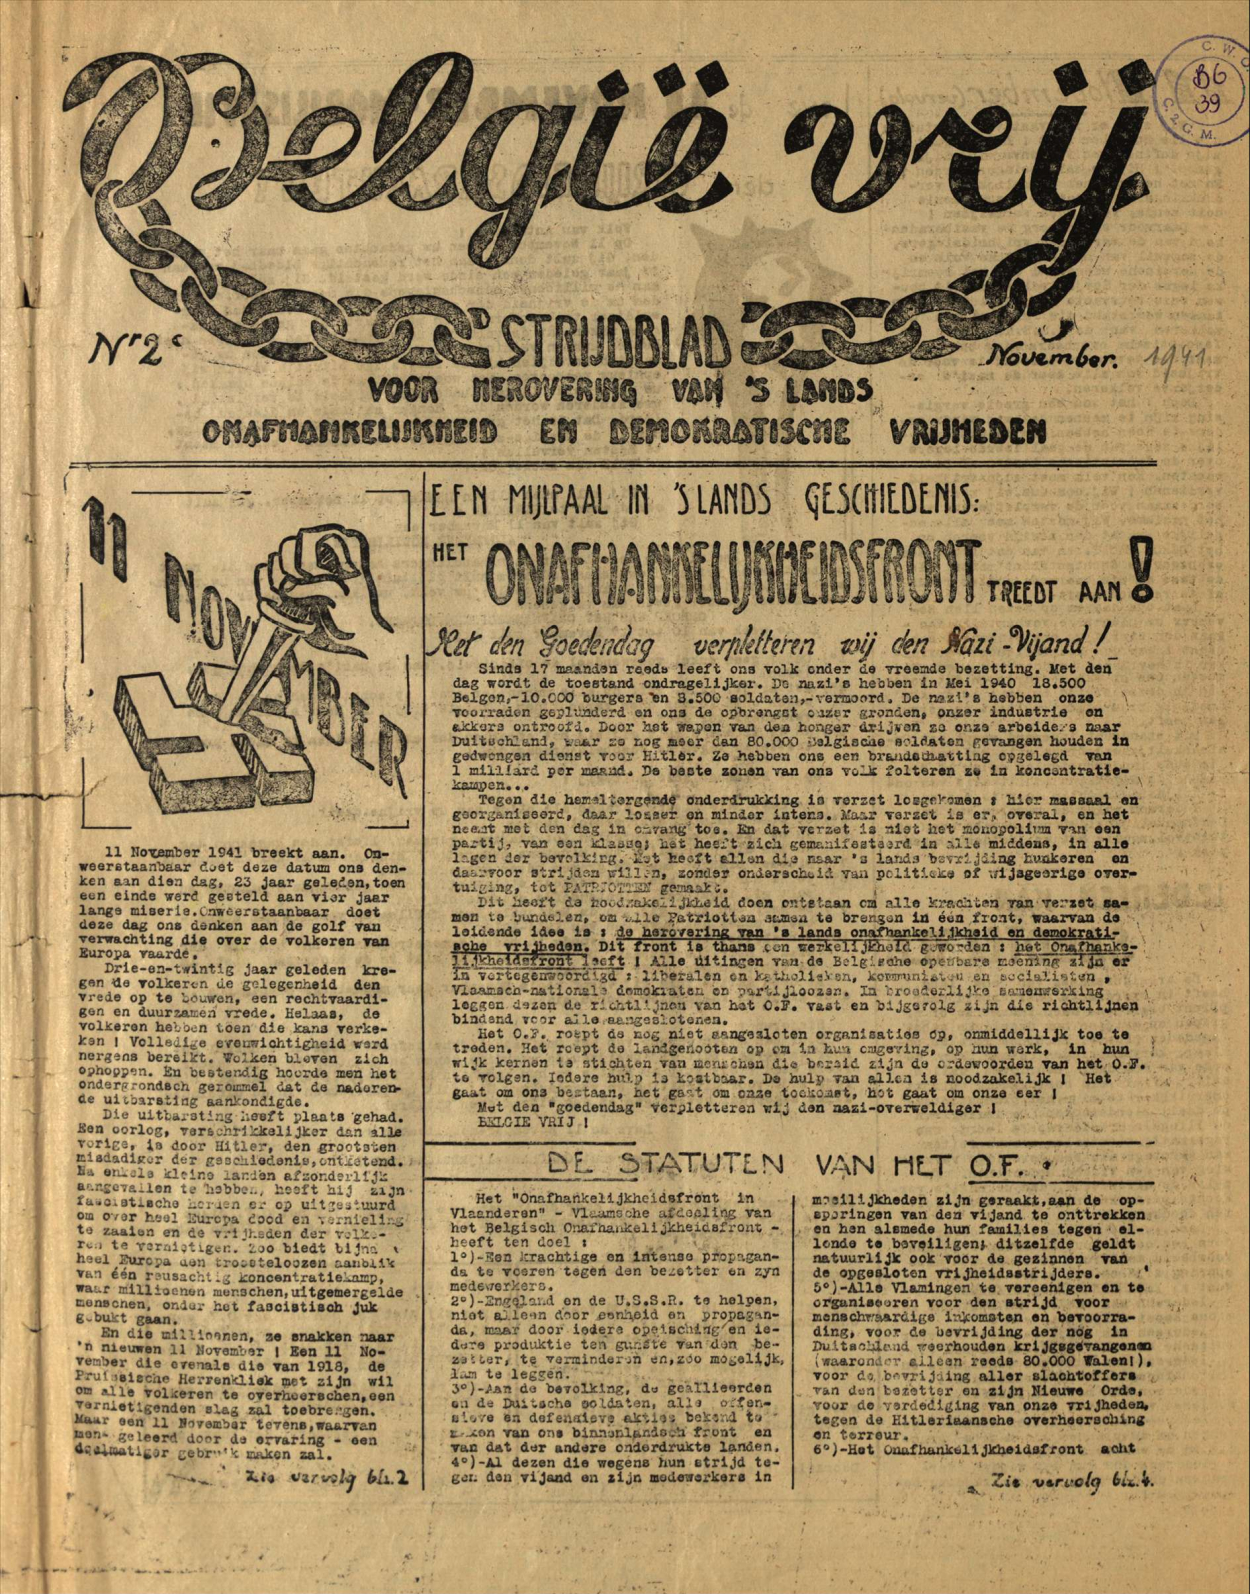 België vrij
C. W. O.
B6
39
C. 2. G. M.
Nr 2
STRIJDBLAD
November. 1941
VOOR HEROVERING VAN 'S LANDS
ONAFHANKELIJKHEID EN DEMOKRATISCHE VRIJHEDEN
11
NOV
EMBER
11 November 1941 breekt aan. On-
weerstaanbaar doet deze datum ons den-
ken aan dien dag, 23 jaar geleden,toen
een einde werd gesteld aan vier jaar
lange miserie.Onweerstaanbaar doet
deze dag ons denken aan de golf van
verwachting die over de volkeren van
Europa vaarde.
Drie-en-twintig jaar geleden kre-
gen de volkeren de gelegenheid den
vrede op te bouwen, een rechtvaardi-
gen en duurzamen vrede. Helaas, de
volkeren hebben toen die kans verke-
ken ! Volledige evenwichtigheid werd
nergens bereikt. Wolken bleven zich
ophoppen. En bestendig hoorde men het
ondergrondsch gerommel dat de naderen-
de uitbarsting aankondigde.
Die uitbarsting heeft plaats gehad.
Een oorlog, verschrikkelijker dan alle
vorige, is door Hitler, den grootsten
misdadiger der geschiedenis,ontketend.
Na enkele kleine landen afzonderlijk
aangevallen te hebben, heeft hij zijn
fascistische horden er op uitgestuurd
om over heel Europa dood en vernieling
te zaaien en de vrijheden der volke-
ren te vernietigen. Zoo biedt bijna
heel Europa den troosteloozen aanblik
van één reusachtig koncentratiekamp,
waar millioenen menschen,uitgemergelde
menschen, onder het fascistisch juk
gebukt gaan.
En die millioenen, ze snakken naar
'n nieuwen 11 November ! Een 11 No-
vember die evenals die van 1918, de
Pruisische Herrenkliek met zijn wil
om alle volkeren te overheerschen,een
vernietigenden slag zal toebrengen.
Maar een 11 November tevens,waarvan
men- geleerd door de ervaring - een
doelmatiger gebruik maken zal.
Zie vervolg blz.2
EEN MIJLPAAL IN 'S LANDS GESCHIEDENIS:
HET ONAFHANKELIJKHEIDSFRONT TREEDT AAN !
Met den Goedendag verpletteren wij den Nazi-Vijand !
Sinds 17 maanden reeds leeft ons volk onder de vreemde bezetting. Met den
dag wordt de toestand ondragelijker. De nazi's hebben in Mei 1940 18.500
Belgen,-10.000 burgers en 8.500 soldaten,-vermoord. De nazi's hebben onze
voorraden geplunderd en ons de opbrengst onzer gronden, onzer industrie en
akkers ontroofd. Door het wapen van den honger drijven ze onze arbeiders naar
Duitschland, waar ze nog meer dan 80.000 Belgische soldaten gevangen houden in
gedwongen dienst voor Hitler. Ze hebben ons een brandschatting opgelegd van
1 milliard per maand. De beste zonen van ons volk folteren ze in koncentratie-
kampen...
Tegen die hemeltergende onderdrukking is verzet losgekomen : hier massaal en
georganiseerd, daar losser en minder intens. Maar verzet is er, overal, en het
neemt met den dag in omvang toe. En dat verzet is niet het monopolium van een
partij, van een klasse; het heeft zich gemanifesteerd in alle middens, in alle
lagen der bevolking. Het heeft allen die naar 's lands bevrijding hunkeren en
daarvoor strijden willen, zonder onderscheid van politieke of wijsgeerige over-
tuiging, tot PATRIOTTEN gemaakt.
Dit heeft de noodzakelijkheid doen ontstaan om alle krachten van verzet sa-
men te bundelen, om alle Patriotten samen te brengen in één front, waarvan de
leidende idee is : de herovering van 's lands onafhankelijkheid en demokrati-
sche vrijheden. Dit front is thans een werkelijkheid geworden : het Onafhanke-
lijkheidsfront leeft ! Alle uitingen van de Belgische openbare meening zijn er
in vertegenwoordigd : liberalen en katholieken, kommunisten en socialisten ,
Vlaamsch-nationale demokraten en partijloozen. In broederlijke samenwerking
leggen dezen de richtlijnen van het O.F. vast en bijgevolg zijn die richtlijnen
bindend voor alle aangeslotenen.
Het O.F. roept de nog niet aangesloten organisaties op, onmiddellijk toe te
treden. Het roept de landgenooten op om in hun omgeving, op hun werk, in hun
wijk kernen te stichten van menschen die bereid zijn de ordewoorden van het O.F.
te volgen. Iedere hulp is kostbaar. De hulp van allen is noodzakelijk ! Het
gaat om ons bestaan, het gaat om onze toekomst, het gaat om onze eer !
Met den "goedendag" verpletteren wij den nazi-overweldiger !
BELGIE VRIJ !
DE STATUTEN VAN HET O.F.
Het "Onafhankelijkheidsfront in
Vlaanderen" - Vlaamsche afdeeling van
het Belgisch Onafhankelijkheidsfront -
heeft ten doel :
1°)-Een krachtige en intense propagan-
da te voeren tegen den bezetter en zyn
medewerkers.
2°)-Engeland en de U.S.S.R. te helpen,
niet alleen door eenheid en propagan-
da, maar door iedere opeisching en ie-
dere produktie ten gunste van den be-
zetter, te verminderen en,zoo mogelijk,
lam te leggen.
3°)-Aan de bevolking, de geallieerden
en de Duitsche soldaten, alle offen-
sieve en defensieve akties bekend te
maken van ons binnenlandsch front en
van dat der andere onderdrukte landen.
4°)-Al dezen die wegens hun strijd te-
gen den vijand en zijn medewerkers in
moeilijkheden zijn geraakt,aan de op-
sporingen van den vijand te onttrekken
en hen alsmede hun families tegen el-
lende te beveiligen; ditzelfde geldt
natuurlijk ook voor de gezinnen van
de opgesloten vrijheidsstrijders.
5°)-Alle Vlamingen te vereenigen en te
organiseeren voor den strijd voor
menschwaardige inkomsten en bevoorra-
ding, voor de bevrijding der nog in
Duitschland weerhouden krijgsgevangenen
(waaronder alleen reeds 80.000 Walen!),
voor de bevrijding aller slachtoffers
van den bezetter en zijn Nieuwe Orde,
voor de verdediging van onze vrijheden,
tegen de Hitleriaansche overheersching
en terreur.
6°)-Het Onafhankelijkheidsfront acht
Zie vervolg blz.4.